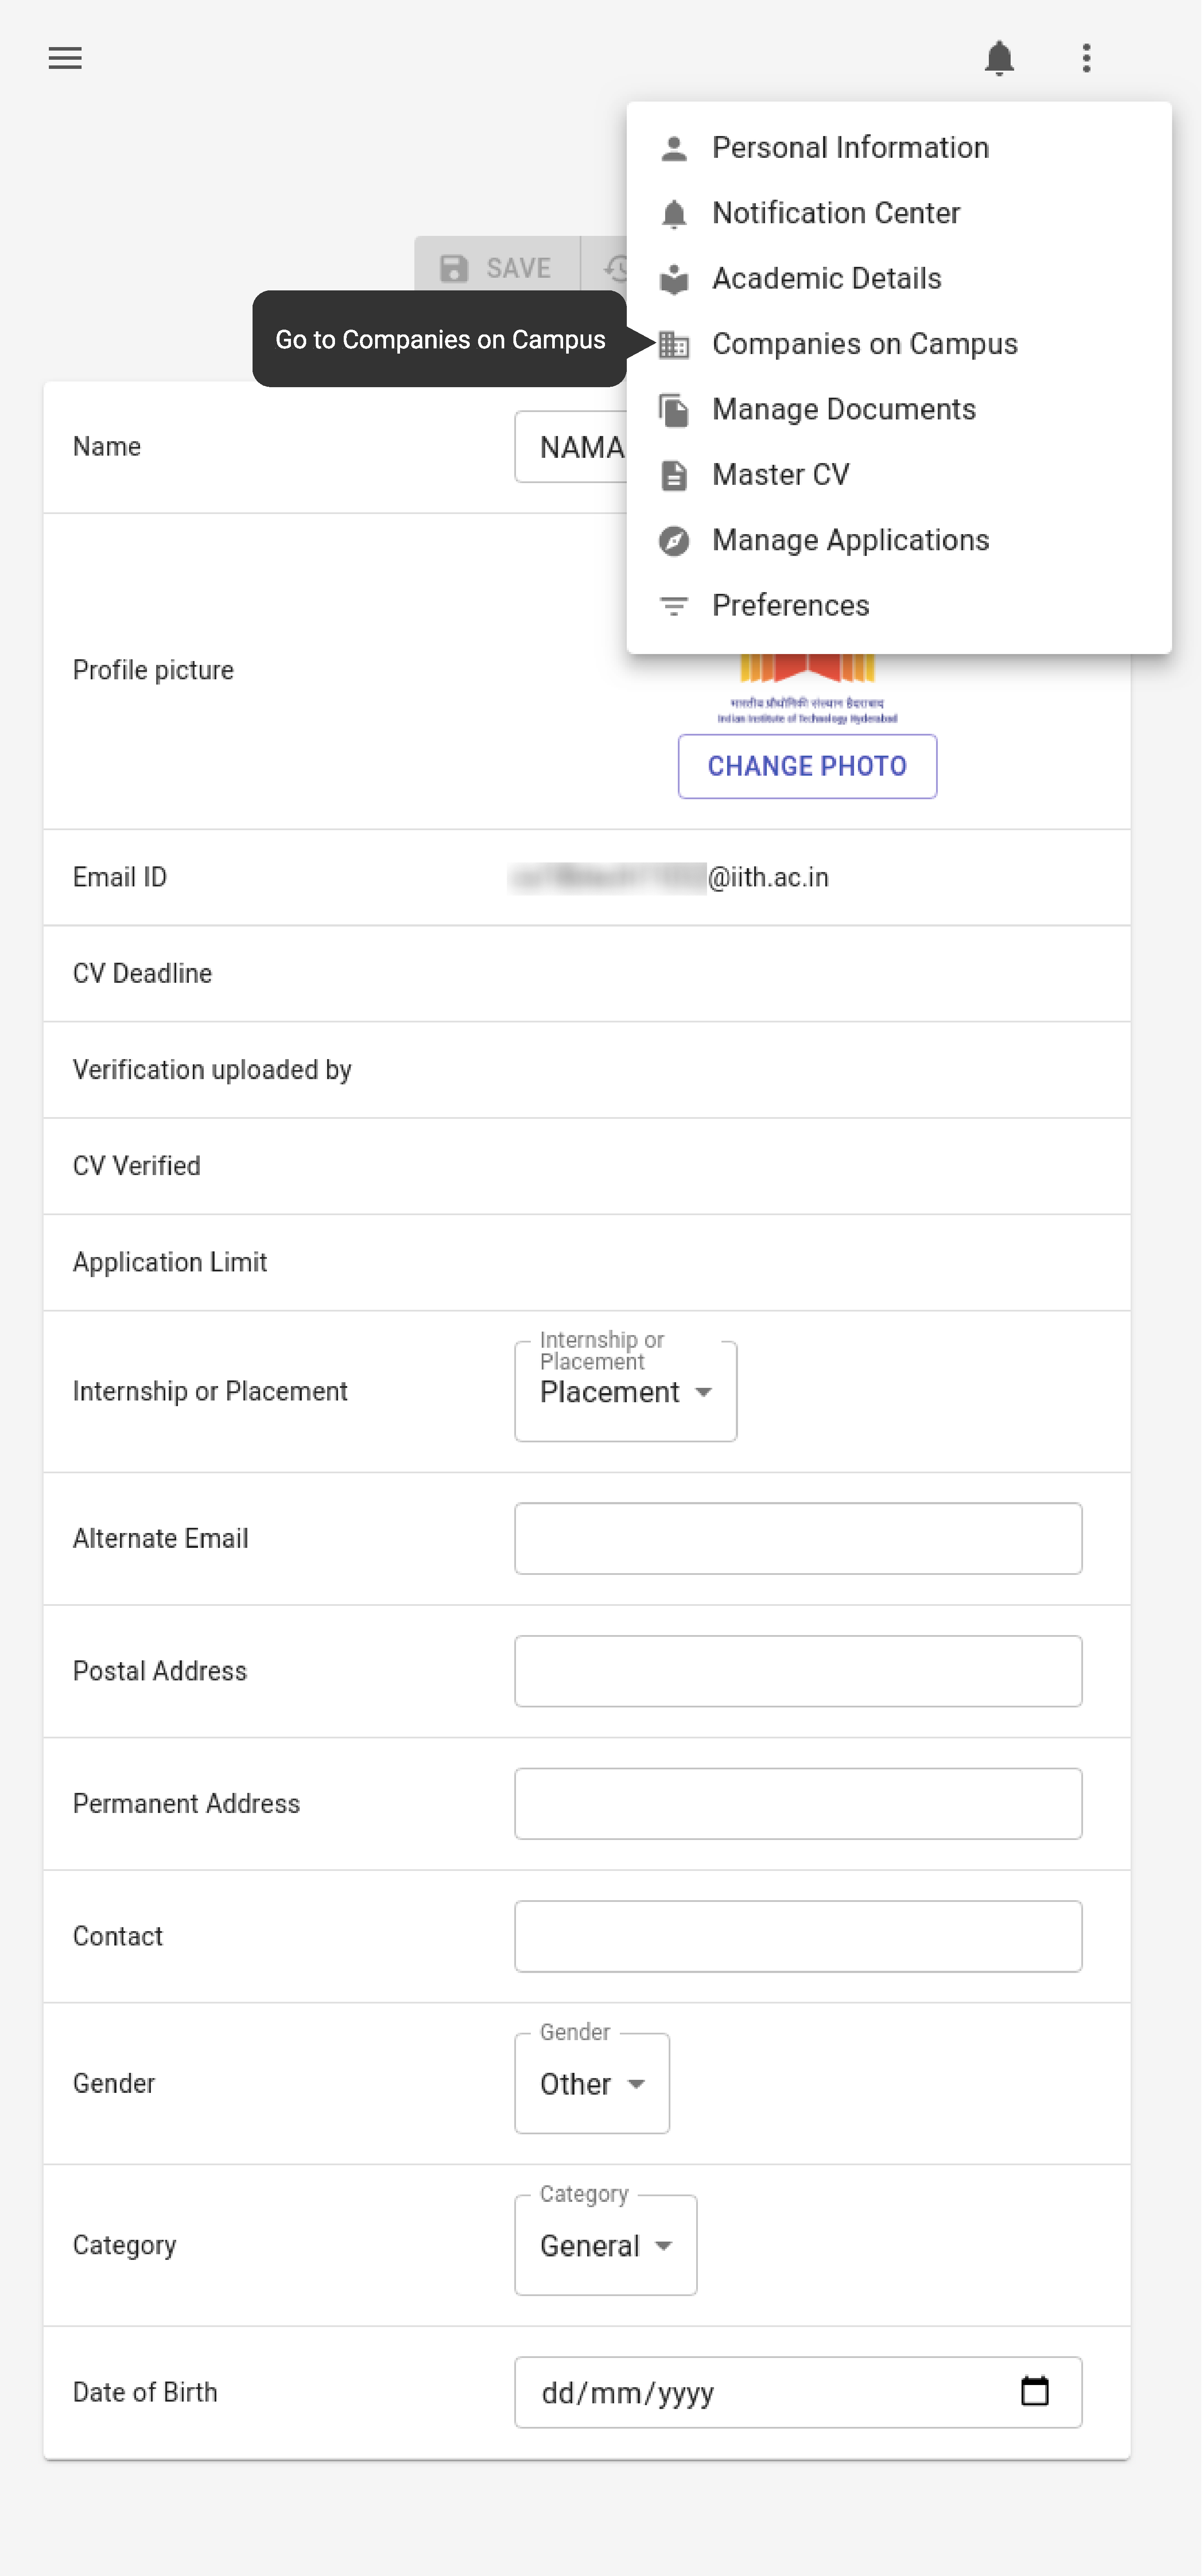 Personal Information
Notification Center
SAVE
Academic Details
Go to Companies on Campus
Companies on Campus
Manage Documents
Name
NAMA
Master CV
Manage Applications
Preferences
Profile picture
भारतीय प्रौद्योगिकी संस्थान हैदराबाद
Indian Institute of Technology Hyderabad
CHANGE PHOTO
Email ID
@iith.ac.in
CV Deadline
Verification uploaded by
CV Verified
Application Limit
Internship or Placement
Internship or
Placement
Placement
Alternate Email
Postal Address
Permanent Address
Contact
Gender
Gender
Other
Category
Category
General
Date of Birth
dd/mm/yyyy